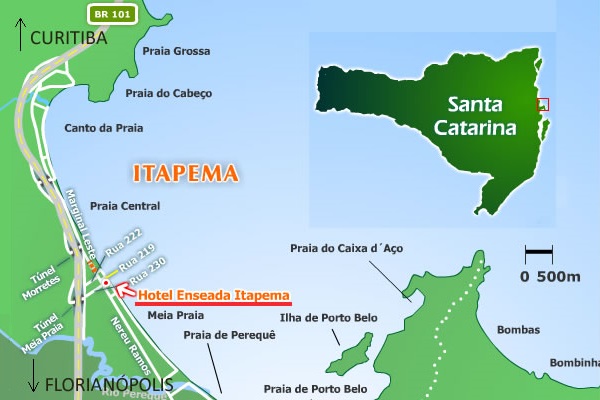 BR 101
CURITIBA
Praia Grossa
Praia do Cabeço
Canto da Praia
Santa
Catarina
ITAPEMA
Praia Central
Marginal Leste
Rua 222
Rua 219
Rua 230
Túnel
Morretes
Hotel Enseada Itapema
Praia do Caixa d´Aço
0 500m
Meia Praia
Ilha de Porto Belo
Túnel
Meia Praia
Nereu Ramos
Praia de Perequê
Bombas
Bombinha
FLORIANÓPOLIS
Rio Perequê
Praia de Porto Belo